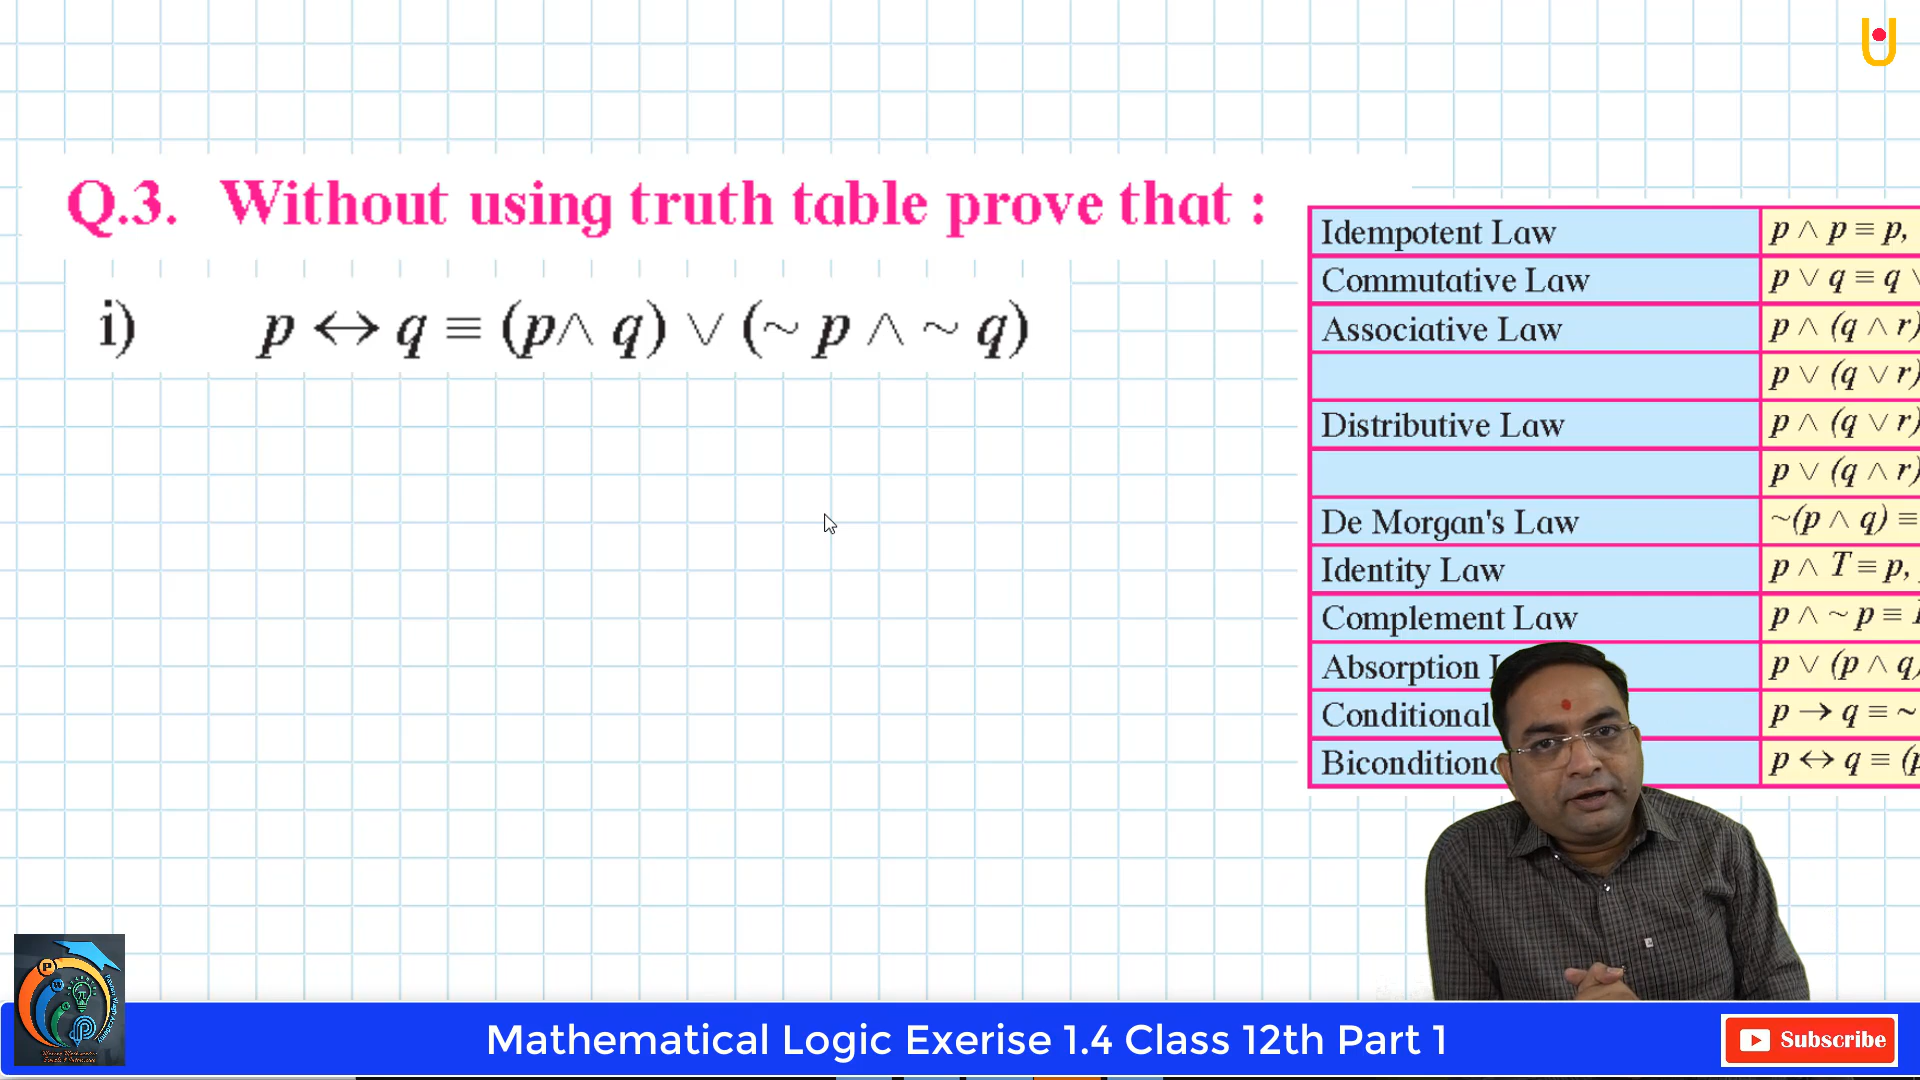 Q.3. Without using truth table prove that :
i) p ↔ q ≡ (p ∧ q) ∨ (~ p ∧ ~ q)
Idempotent Law p ∧ p ≡ p,
Commutative Law p ∨ q ≡ q ∨
Associative Law p ∧ (q ∧ r)
p ∨ (q ∨ r)
Distributive Law p ∧ (q ∨ r)
p ∨ (q ∧ r)
De Morgan's Law ~(p ∧ q) ≡
Identity Law p ∧ T ≡ p,
Complement Law p ∧ ~ p ≡
Absorption p ∨ (p ∧ q)
Conditional p → q ≡ ~
p ↔ q ≡ (p
Mathematical Logic Exerise 1.4 Class 12th Part 1
Subscribe